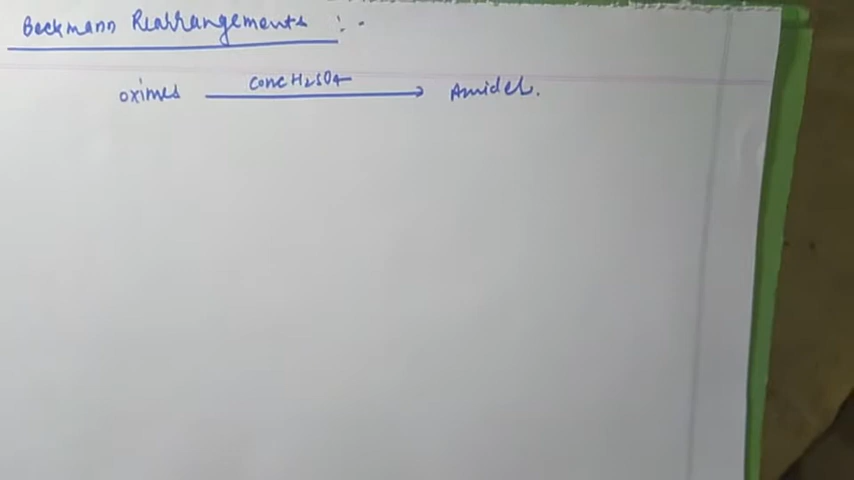 Beckmann Rearrangements :-
oximes conc H2SO4 → Amides.